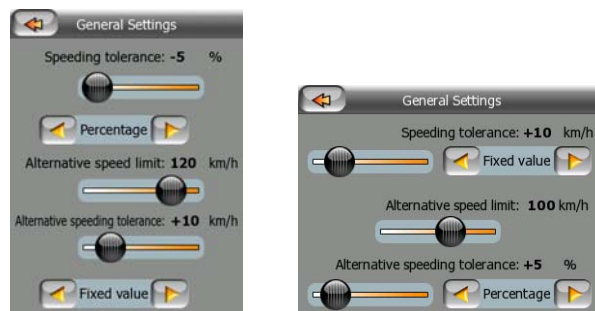 General Settings
Speeding tolerance: -5 %
Percentage
Alternative speed limit: 120 km/h
Alternative speeding tolerance: +10 km/h
Fixed value
General Settings
Speeding tolerance: +10 km/h
Fixed value
Alternative speed limit: 100 km/h
Alternative speeding tolerance: +5 %
Percentage